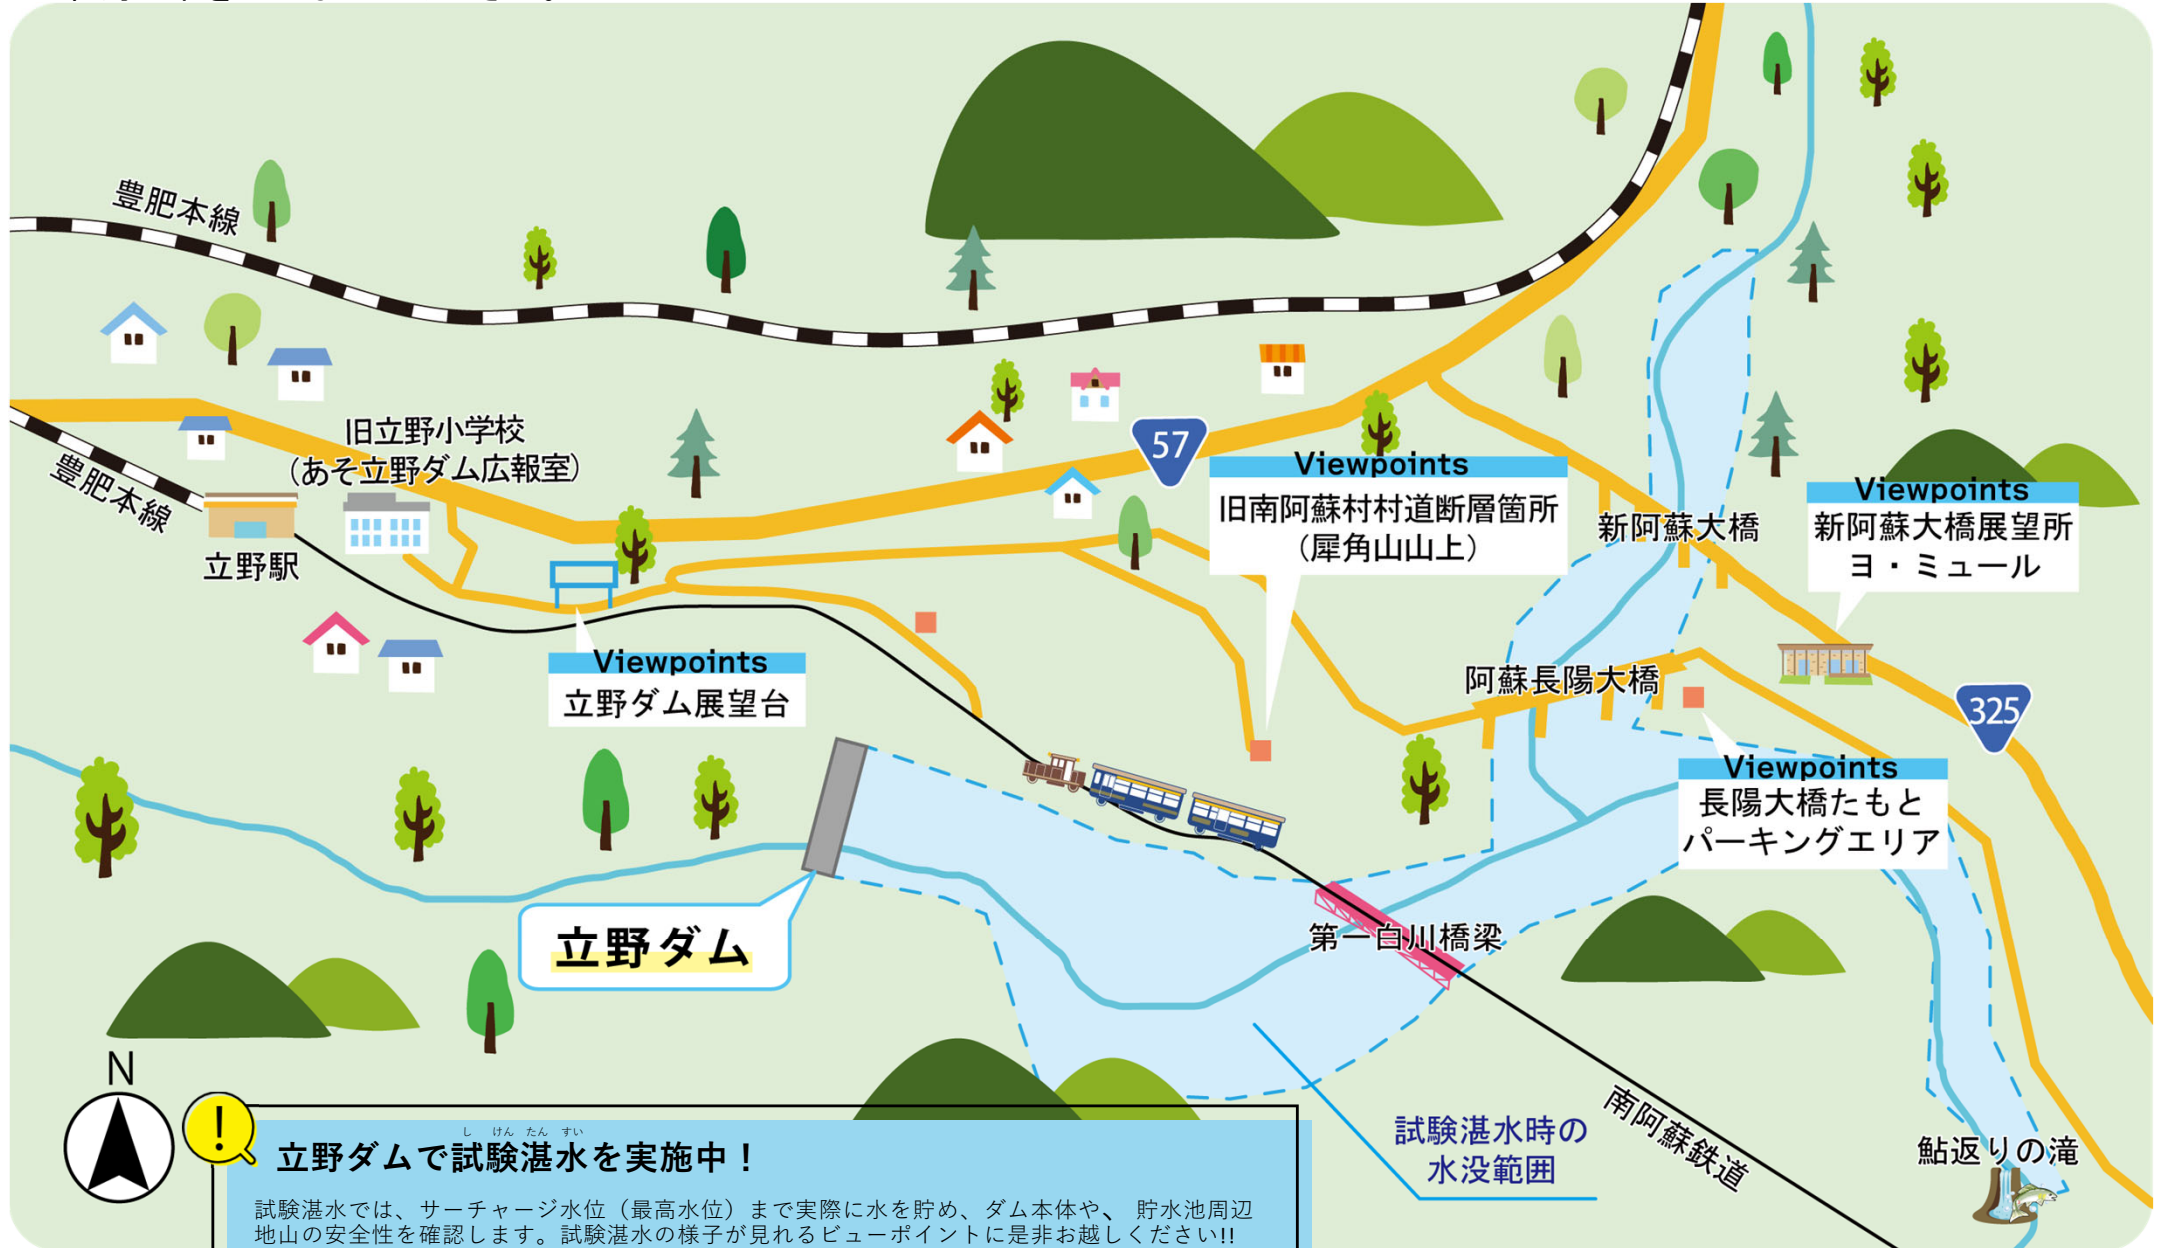 豊肥本線
旧立野小学校
(あそ立野ダム広報室)
豊肥本線
立野駅
57
Viewpoints
旧南阿蘇村村道断層箇所
(犀角山山上)
新阿蘇大橋
Viewpoints
新阿蘇大橋展望所
ヨ・ミュール
Viewpoints
立野ダム展望台
阿蘇長陽大橋
325
Viewpoints
長陽大橋たもと
パーキングエリア
立野ダム
第一白川橋梁
試験湛水時の
水没範囲
南阿蘇鉄道
鮎返りの滝
N
!
し けん たん すい
立野ダムで試験湛水を実施中！
試験湛水では、サーチャージ水位（最高水位）まで実際に水を貯め、ダム本体や、 貯水池周辺
地山の安全性を確認します。試験湛水の様子が見れるビューポイントに是非お越しください!!